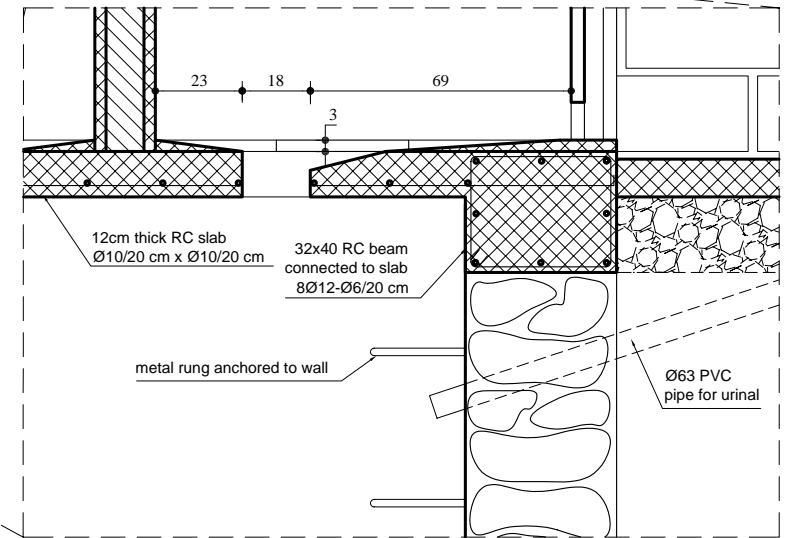 23
18
69
3
12cm thick RC slab
Ø10/20 cm x Ø10/20 cm
32x40 RC beam
connected to slab
8Ø12-Ø6/20 cm
metal rung anchored to wall
Ø63 PVC
pipe for urinal